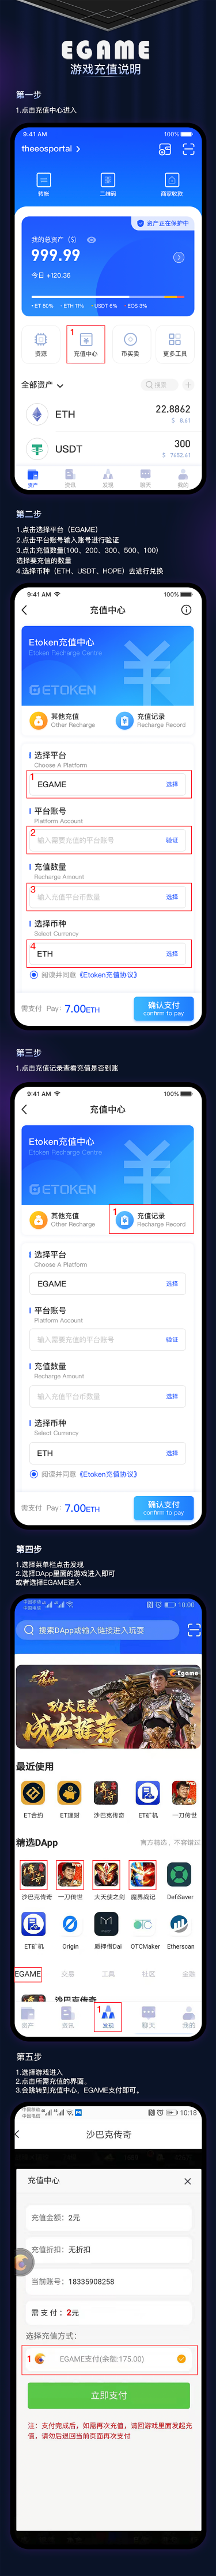 EGAME
游戏充值说明
第一步
1.点击充值中心进入
9:41 AM 100%
theeosportal >
转账 二维码 商家收款
资产正在保护中
我的总资产（$）
999.99
今日 +120.36
ET 80% ETH 11% USDT 6% EOS 3%
1
资源 充值中心 币买卖 更多工具
全部资产 搜索
ETH 22.8862
$ 8.61
USDT 300
$ 7602.61
资产 资讯 发现 聊天 我的
第二步
1.点击选择平台（EGAME）
2.点击平台账号输入账号进行验证
3.点击充值数量(100、200、300、500、100)
选择要充值的数量
4.选择币种（ETH、USDT、HOPE）去进行兑换
9:41 AM 100%
充值中心
Etoken充值中心
Etoken Recharge Centre
ETOKEN
其他充值 充值记录
Other Recharge Recharge Record
选择平台
Choose A Platform
1
EGAME 选择
平台账号
Platform Account
2
输入需要充值的平台账号 验证
充值数量
Recharge Amount
3
输入充值平台币数量 选择
选择币种
Select Currency
4
ETH 选择
阅读并同意《Etoken充值协议》
需支付 Pay: 7.00ETH 确认支付
confirm to pay
第三步
1.点击充值记录查看充值是否到账
9:41 AM 100%
充值中心
Etoken充值中心
Etoken Recharge Centre
ETOKEN
1
其他充值 充值记录
Other Recharge Recharge Record
选择平台
Choose A Platform
EGAME 选择
平台账号
Platform Account
输入需要充值的平台账号 验证
充值数量
Recharge Amount
输入充值平台币数量 选择
选择币种
Select Currency
ETH 选择
阅读并同意《Etoken充值协议》
需支付 Pay: 7.00ETH 确认支付
confirm to pay
第四步
1.选择菜单栏点击发现
2.选择DApp里面的游戏进入即可
或者选择EGAME进入
中国移动
中国电信
10:00
搜索DApp或输入链接进入玩耍
Egame
功夫巨星
成龙推荐
最近使用
ET合约 ET理财 沙巴克传奇 ET矿机 一刀传世
精选DApp 官方精选，不容错过
沙巴克传奇 一刀传世 大天使之剑 魔界战记 DefiSaver
ET矿机 Origin 质押借Dai OTCMaker Etherscan
EGAME 交易 工具 社区 金融
沙巴克传奇
1
资产 资讯 发现 聊天 我的
第五步
1.选择游戏进入
2.点击所需充值的界面。
3.会跳转到充值中心，EGAME支付即可。
中国移动
中国电信
10:18
沙巴克传奇
充值中心
充值金额：2元
充值折扣：无折扣
当前账号：18335908258
需支付：2元
选择充值方式：
1 EGAME支付(余额:175.00)
立即支付
注：支付完成后，如需再次充值，请回游戏里面发起充
值，请勿后退回当前页面再次支付